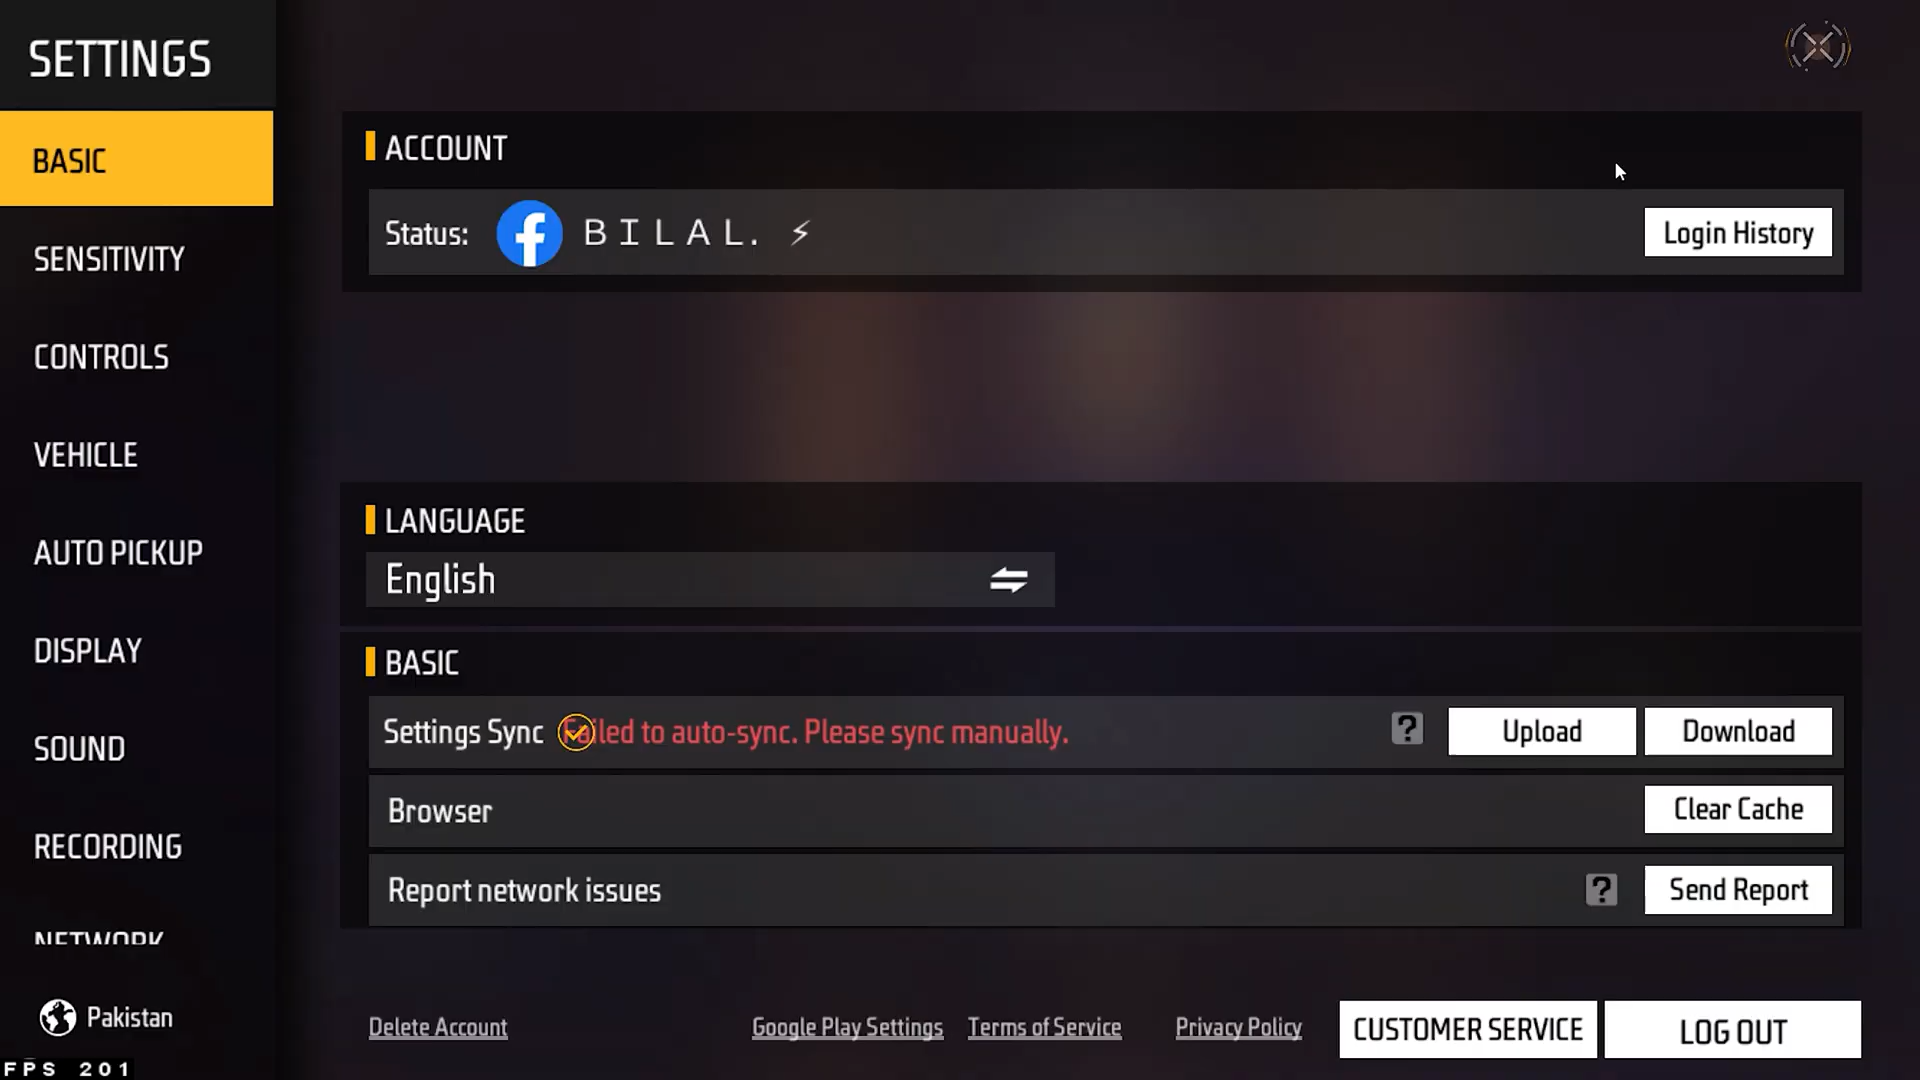 SETTINGS
BASIC
SENSITIVITY
CONTROLS
VEHICLE
AUTO PICKUP
DISPLAY
SOUND
RECORDING
NETWORK
Pakistan
FPS 201
ACCOUNT
Status: B I L A L. ⚡
Login History
LANGUAGE
English
BASIC
Settings Sync Failed to auto-sync. Please sync manually.
? Upload Download
Browser
Clear Cache
Report network issues
? Send Report
Delete Account
Google Play Settings
Terms of Service
Privacy Policy
CUSTOMER SERVICE
LOG OUT